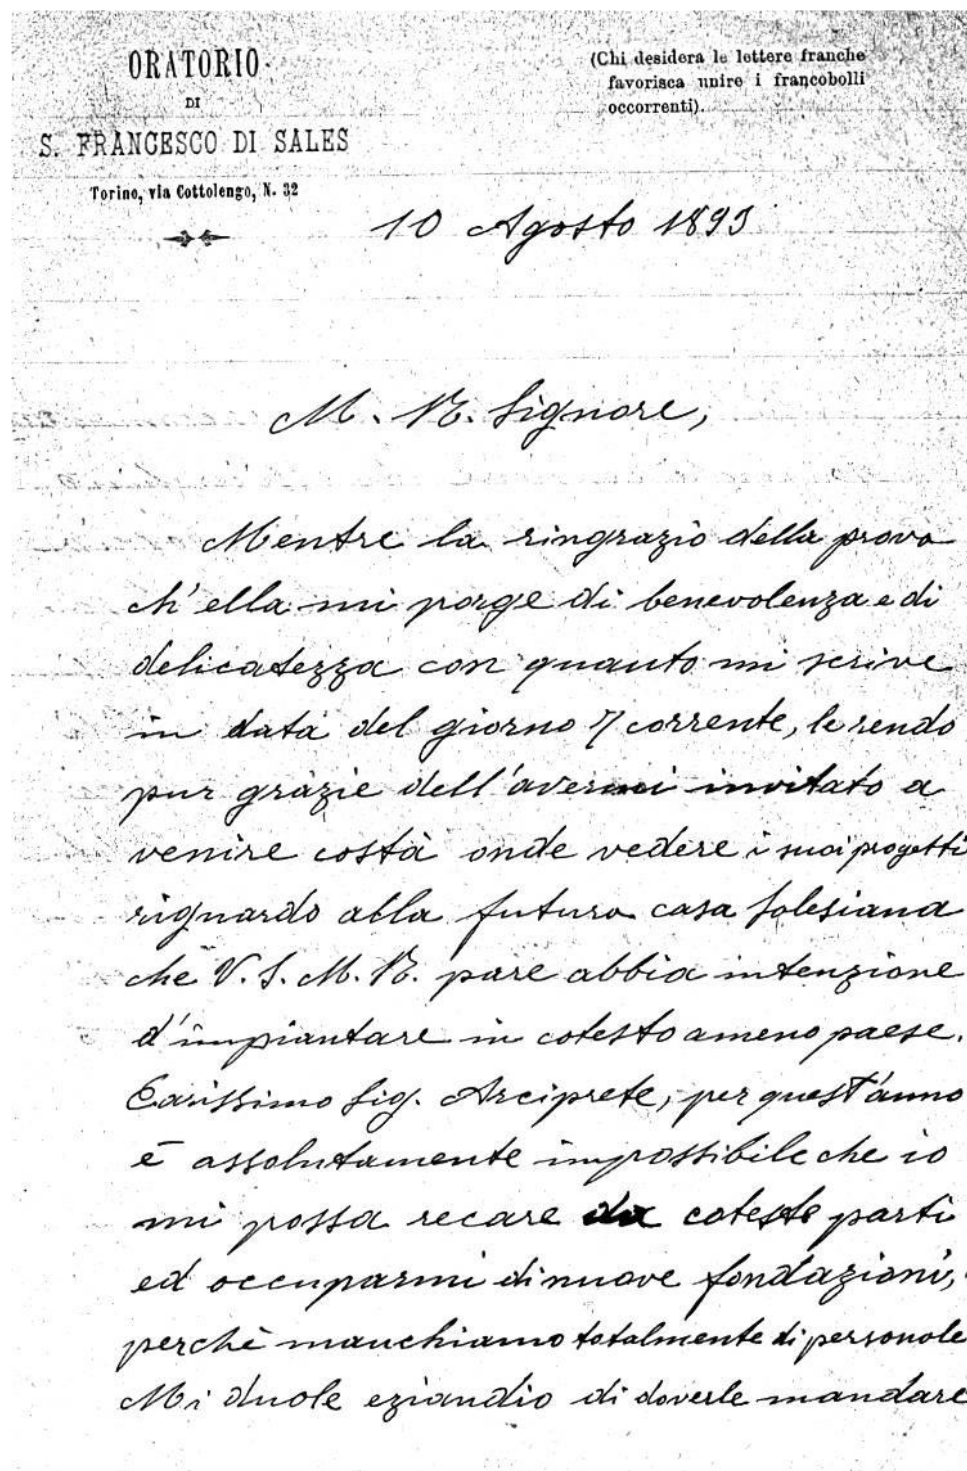 ORATORIO
DI
S. FRANCESCO DI SALES
Torino, via Cottolengo, N. 32
(Chi desidera le lettere franche
favorisca unire i francobolli
occorrenti).
10 Agosto 1893
M. R. Signore,
Mentre la ringrazio della prova
ch'ella mi porge di benevolenza e di
delicatezza con quanto mi scrive
in data del giorno 7 corrente, le rendo
pur grazie dell'avermi invitato a
venire costà onde vedere i suoi progetti
riguardo alla futura casa Salesiana
che V. S. M. R. pare abbia intenzione
d'impiantare in cotesto ameno paese.
Carissimo Sig. Arciprete, per quest'anno
è assolutamente impossibile che io
mi possa recare da coteste parti
ed occuparmi di nuove fondazioni,
perchè manchiamo totalmente di personale
Mi duole eziandio di doverle mandare